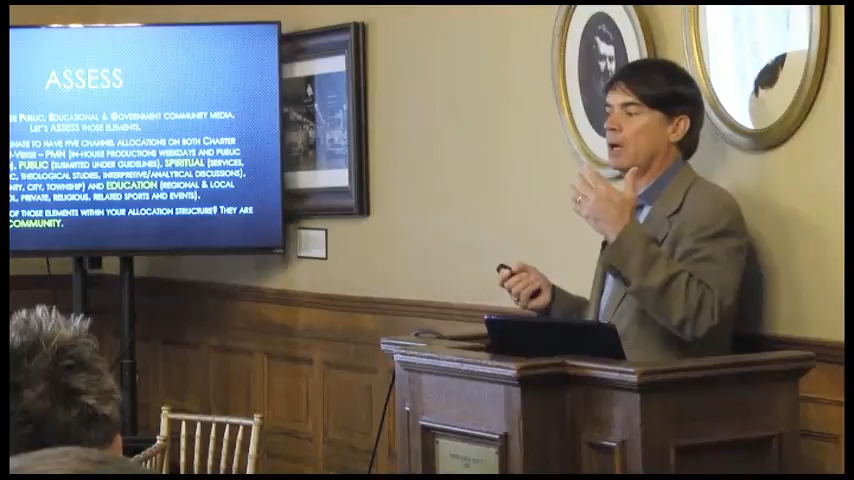 ASSESS
PUBLIC, EDUCATIONAL & GOVERNMENT COMMUNITY MEDIA.
LET'S ASSESS THOSE ELEMENTS.
NATE TO HAVE FIVE CHANNEL ALLOCATIONS ON BOTH CHARTER
-VERSE – PMN (IN-HOUSE PRODUCTIONS WEEKDAYS AND PUBLIC
PUBLIC (SUBMITTED UNDER GUIDELINES), SPIRITUAL (SERVICES,
C, THEOLOGICAL STUDIES, INTERPRETIVE/ANALYTICAL DISCUSSIONS),
NTY, CITY, TOWNSHIP) AND EDUCATION (REGIONAL & LOCAL
OL, PRIVATE, RELIGIOUS, RELATED SPORTS AND EVENTS).
OF THOSE ELEMENTS WITHIN YOUR ALLOCATION STRUCTURE? THEY ARE
COMMUNITY.